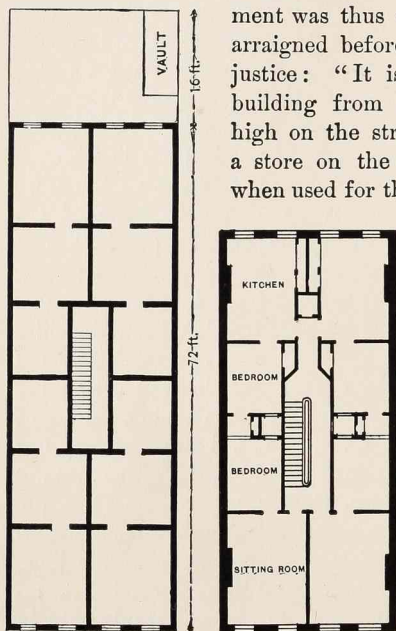 ment was thus
arraigned before
justice: “It is
building from
high on the str
a store on the
when used for th
VAULT
16 ft.
72 ft.
KITCHEN
BEDROOM
BEDROOM
SITTING ROOM